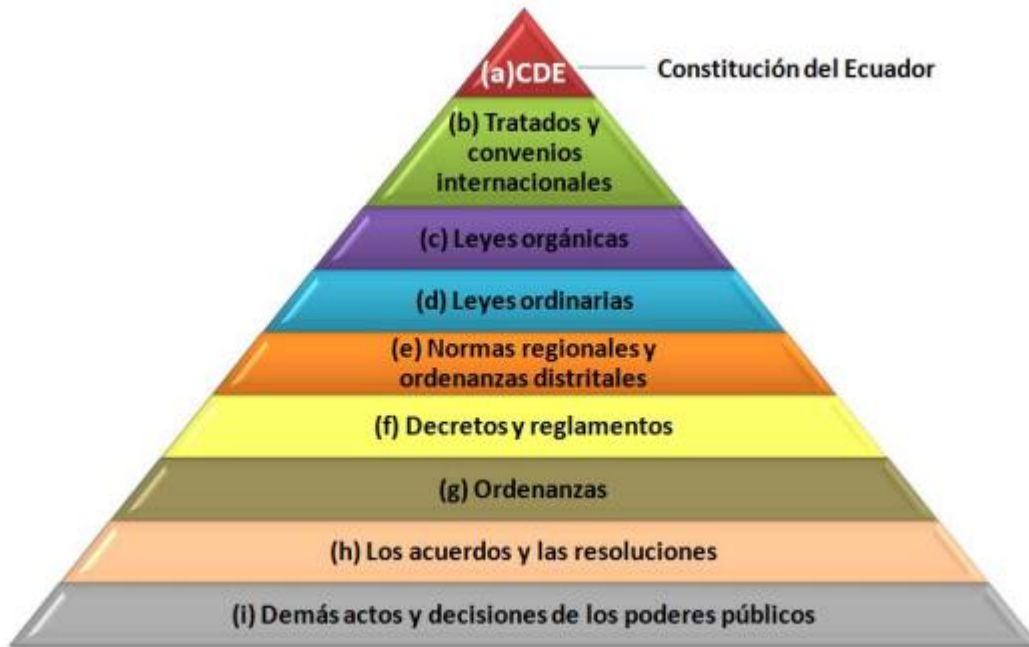 (a)CDE
Constitución del Ecuador
(b) Tratados y
convenios
internacionales
(c) Leyes orgánicas
(d) Leyes ordinarias
(e) Normas regionales y
ordenanzas distritales
(f) Decretos y reglamentos
(g) Ordenanzas
(h) Los acuerdos y las resoluciones
(i) Demás actos y decisiones de los poderes públicos